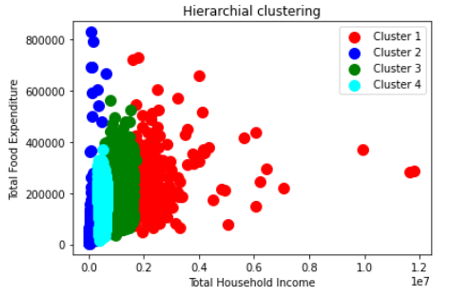 Hierarchial clustering
Cluster 1
Cluster 2
Cluster 3
Cluster 4
Total Food Expenditure
800000
600000
400000
200000
0
0.0 0.2 0.4 0.6 0.8 1.0 1.2
1e7
Total Household Income